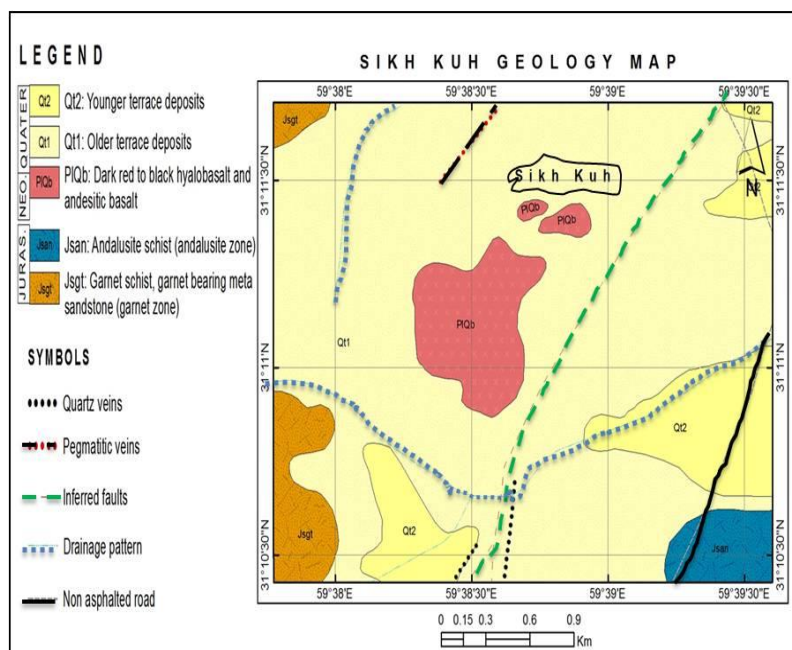 LEGEND
QUATER
NEO.
JURAS.
Qt2 Qt2: Younger terrace deposits
Qt1 Qt1: Older terrace deposits
PlQb PlQb: Dark red to black hyalobasalt and
andesitic basalt
Jsan Jsan: Andalusite schist (andalusite zone)
Jsgt Jsgt: Garnet schist, garnet bearing meta
sandstone (garnet zone)
SYMBOLS
Quartz veins
Pegmatitic veins
Inferred faults
Drainage pattern
Non asphalted road
SIKH KUH GEOLOGY MAP
59°38'E 59°38'30"E 59°39'E 59°39'30"E
Jsgt
Qt2
31°11'30"N
31°11'30"N
Sikh Kuh
N
Qt2
PlQb
PlQb
PlQb
Qt1
31°11'N
31°11'N
Qt2
Jsgt
Qt2
Jsan
31°10'30"N
31°10'30"N
59°38'E 59°38'30"E 59°39'E 59°39'30"E
0 0.15 0.3 0.6 0.9
Km